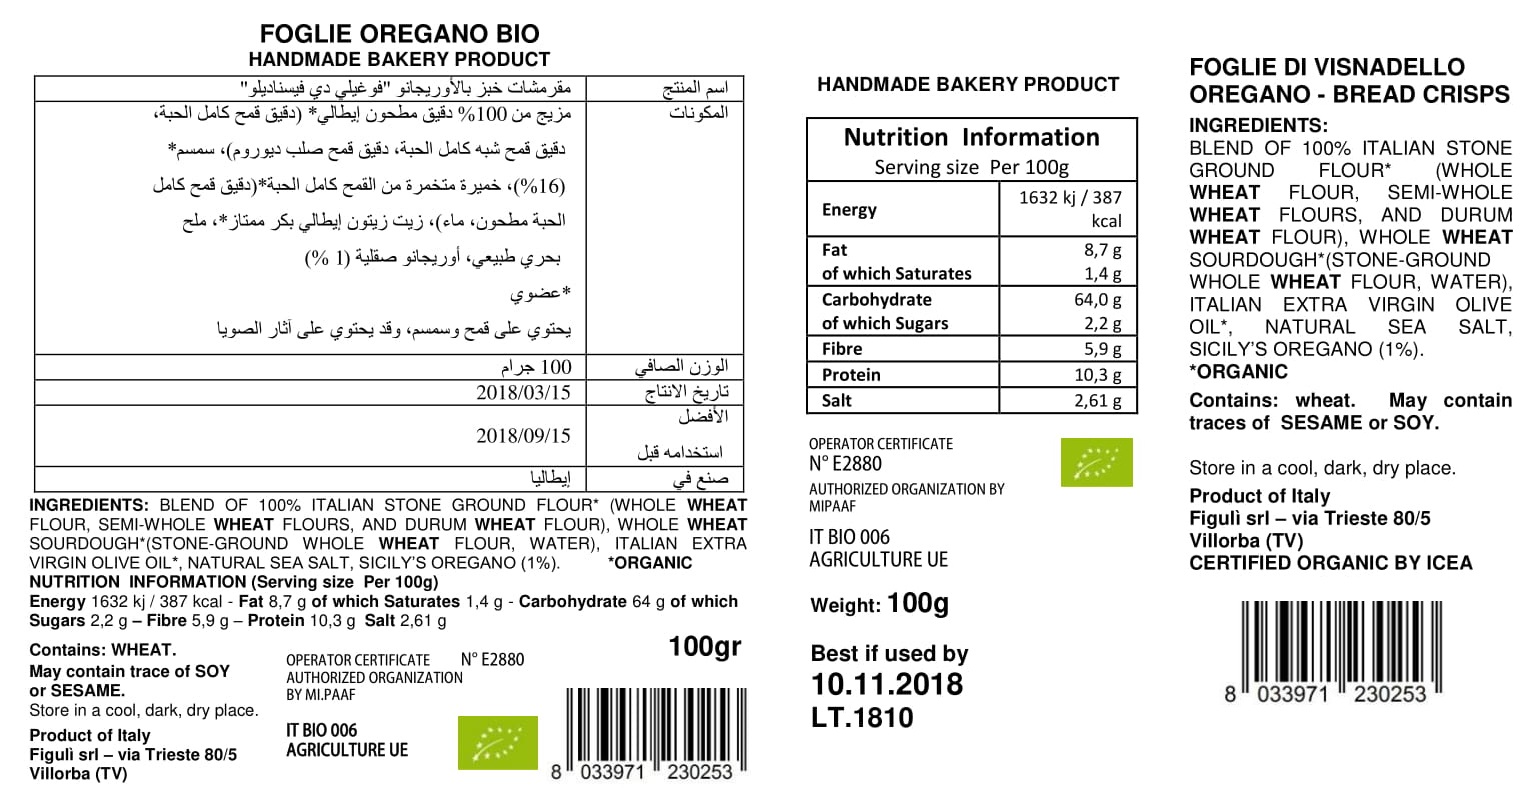 FOGLIE OREGANO BIO
HANDMADE BAKERY PRODUCT
اسم المنتج
مقرمشات خبز بالأوريجانو "فوغيلي دي فيسناديلو"
المكونات
مزيج من 100% دقيق مطحون إيطالي* (دقيق قمح كامل الحبة،
دقيق قمح شبه كامل الحبة، دقيق قمح صلب ديوروم)، سمسم*
(16%)، خميرة متخمرة من القمح كامل الحبة*(دقيق قمح كامل
الحبة مطحون، ماء)، زيت زيتون إيطالي بكر ممتاز*، ملح
بحري طبيعي، أوريجانو صقلية (1 %)
*عضوي
يحتوي على قمح وسمسم، وقد يحتوي على آثار الصويا
الوزن الصافي
100 جرام
تاريخ الانتاج
2018/03/15
الأفضل
استخدامه قبل
2018/09/15
صنع في
إيطاليا
INGREDIENTS: BLEND OF 100% ITALIAN STONE GROUND FLOUR* (WHOLE WHEAT
FLOUR, SEMI-WHOLE WHEAT FLOURS, AND DURUM WHEAT FLOUR), WHOLE WHEAT
SOURDOUGH*(STONE-GROUND WHOLE WHEAT FLOUR, WATER), ITALIAN EXTRA
VIRGIN OLIVE OIL*, NATURAL SEA SALT, SICILY'S OREGANO (1%). *ORGANIC
NUTRITION INFORMATION (Serving size Per 100g)
Energy 1632 kj / 387 kcal - Fat 8,7 g of which Saturates 1,4 g - Carbohydrate 64 g of which
Sugars 2,2 g – Fibre 5,9 g – Protein 10,3 g Salt 2,61 g
Contains: WHEAT.
May contain trace of SOY
or SESAME.
Store in a cool, dark, dry place.
Product of Italy
Figulì srl – via Trieste 80/5
Villorba (TV)
OPERATOR CERTIFICATE N° E2880
AUTHORIZED ORGANIZATION
BY MI.PAAF
IT BIO 006
AGRICULTURE UE
100gr
8 033971 230253
HANDMADE BAKERY PRODUCT
Nutrition Information
Serving size Per 100g
Energy 1632 kj / 387
kcal
Fat 8,7 g
of which Saturates 1,4 g
Carbohydrate 64,0 g
of which Sugars 2,2 g
Fibre 5,9 g
Protein 10,3 g
Salt 2,61 g
OPERATOR CERTIFICATE
N° E2880
AUTHORIZED ORGANIZATION BY
MIPAAF
IT BIO 006
AGRICULTURE UE
Weight: 100g
Best if used by
10.11.2018
LT.1810
FOGLIE DI VISNADELLO
OREGANO - BREAD CRISPS
INGREDIENTS:
BLEND OF 100% ITALIAN STONE
GROUND FLOUR* (WHOLE
WHEAT FLOUR, SEMI-WHOLE
WHEAT FLOURS, AND DURUM
WHEAT FLOUR), WHOLE WHEAT
SOURDOUGH*(STONE-GROUND
WHOLE WHEAT FLOUR, WATER),
ITALIAN EXTRA VIRGIN OLIVE
OIL*, NATURAL SEA SALT,
SICILY'S OREGANO (1%).
*ORGANIC
Contains: wheat. May contain
traces of SESAME or SOY.
Store in a cool, dark, dry place.
Product of Italy
Figulì srl – via Trieste 80/5
Villorba (TV)
CERTIFIED ORGANIC BY ICEA
8 033971 230253